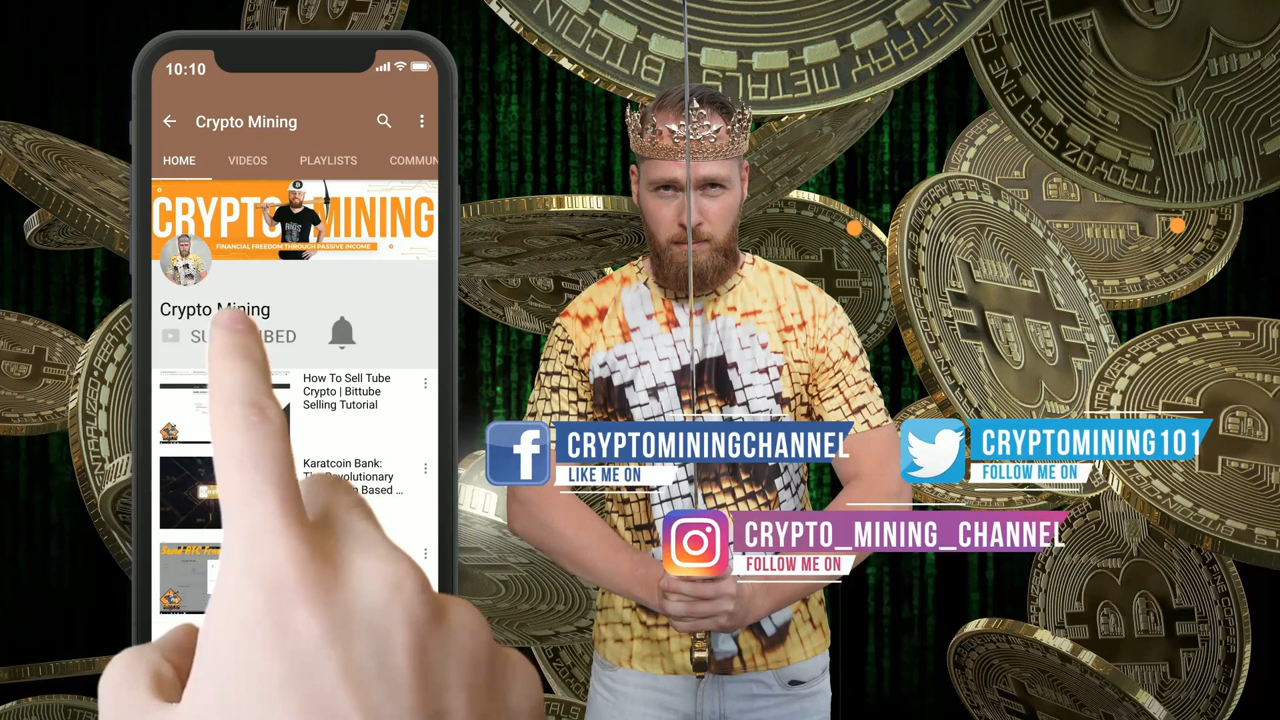 10:10
Crypto Mining
HOME VIDEOS PLAYLISTS COMMUN
CRYPTO MINING
FINANCIAL FREEDOM THROUGH PASSIVE INCOME
Crypto Mining
How To Sell Tube
Crypto | Bittube
Selling Tutorial
Karatcoin Bank:
Based ...
CRYPTOMININGCHANNEL
LIKE ME ON
CRYPTOMINING101
FOLLOW ME ON
CRYPTO_MINING_CHANNEL
FOLLOW ME ON
BITCOIN